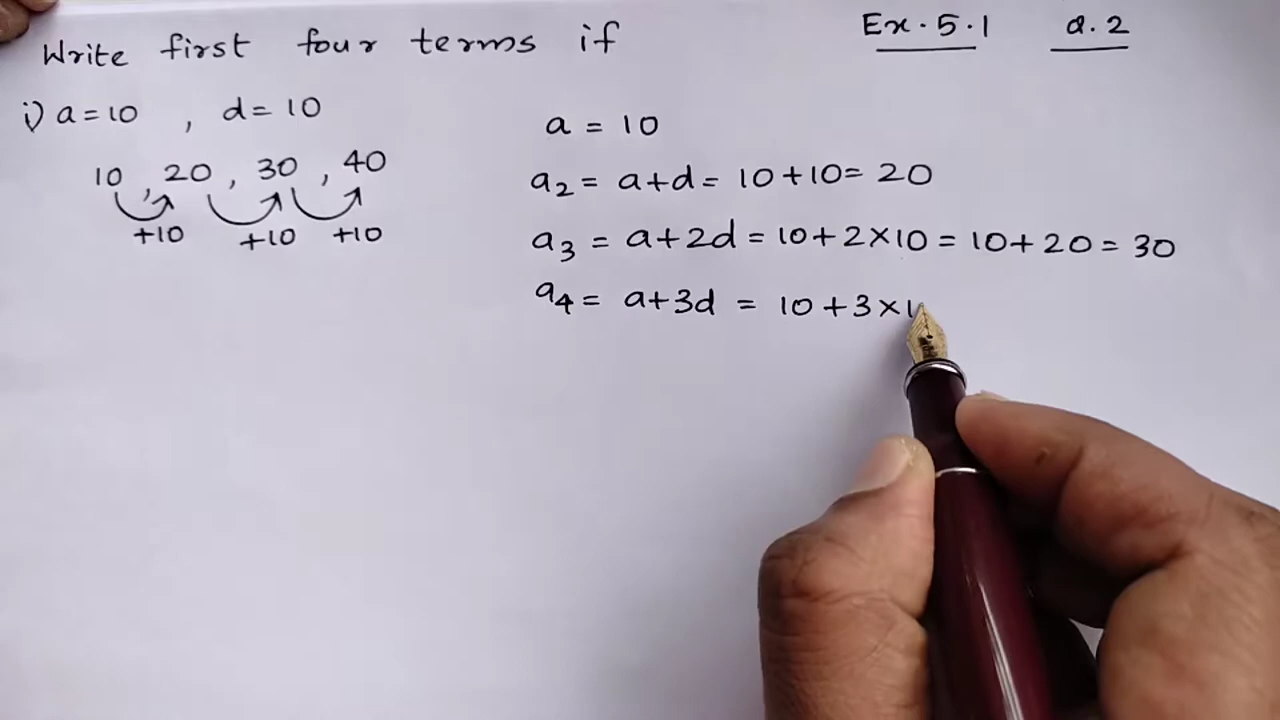 Write first four terms if Ex. 5.1 Q.2
i) a = 10 , d = 10
10 , 20 , 30 , 40
+10 +10 +10
a = 10
a2 = a+d = 10+10 = 20
a3 = a+2d = 10+2×10 = 10+20 = 30
a4 = a+3d = 10+3×1